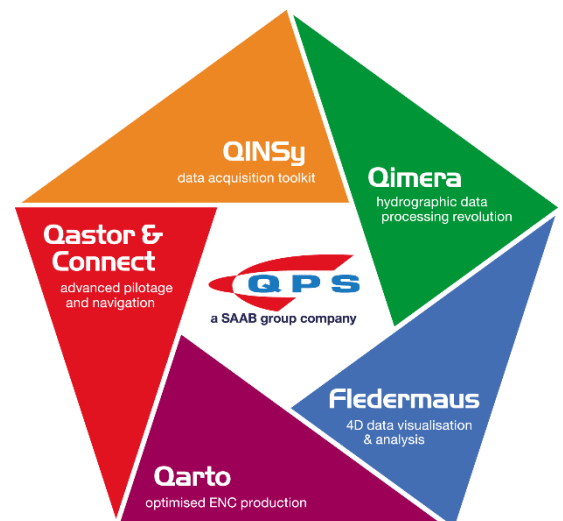 QINSy
data acquisition toolkit
Qimera
hydrographic data
processing revolution
Qastor &
Connect
advanced pilotage
and navigation
QPS
a SAAB group company
Fledermaus
4D data visualisation
& analysis
Qarto
optimised ENC production